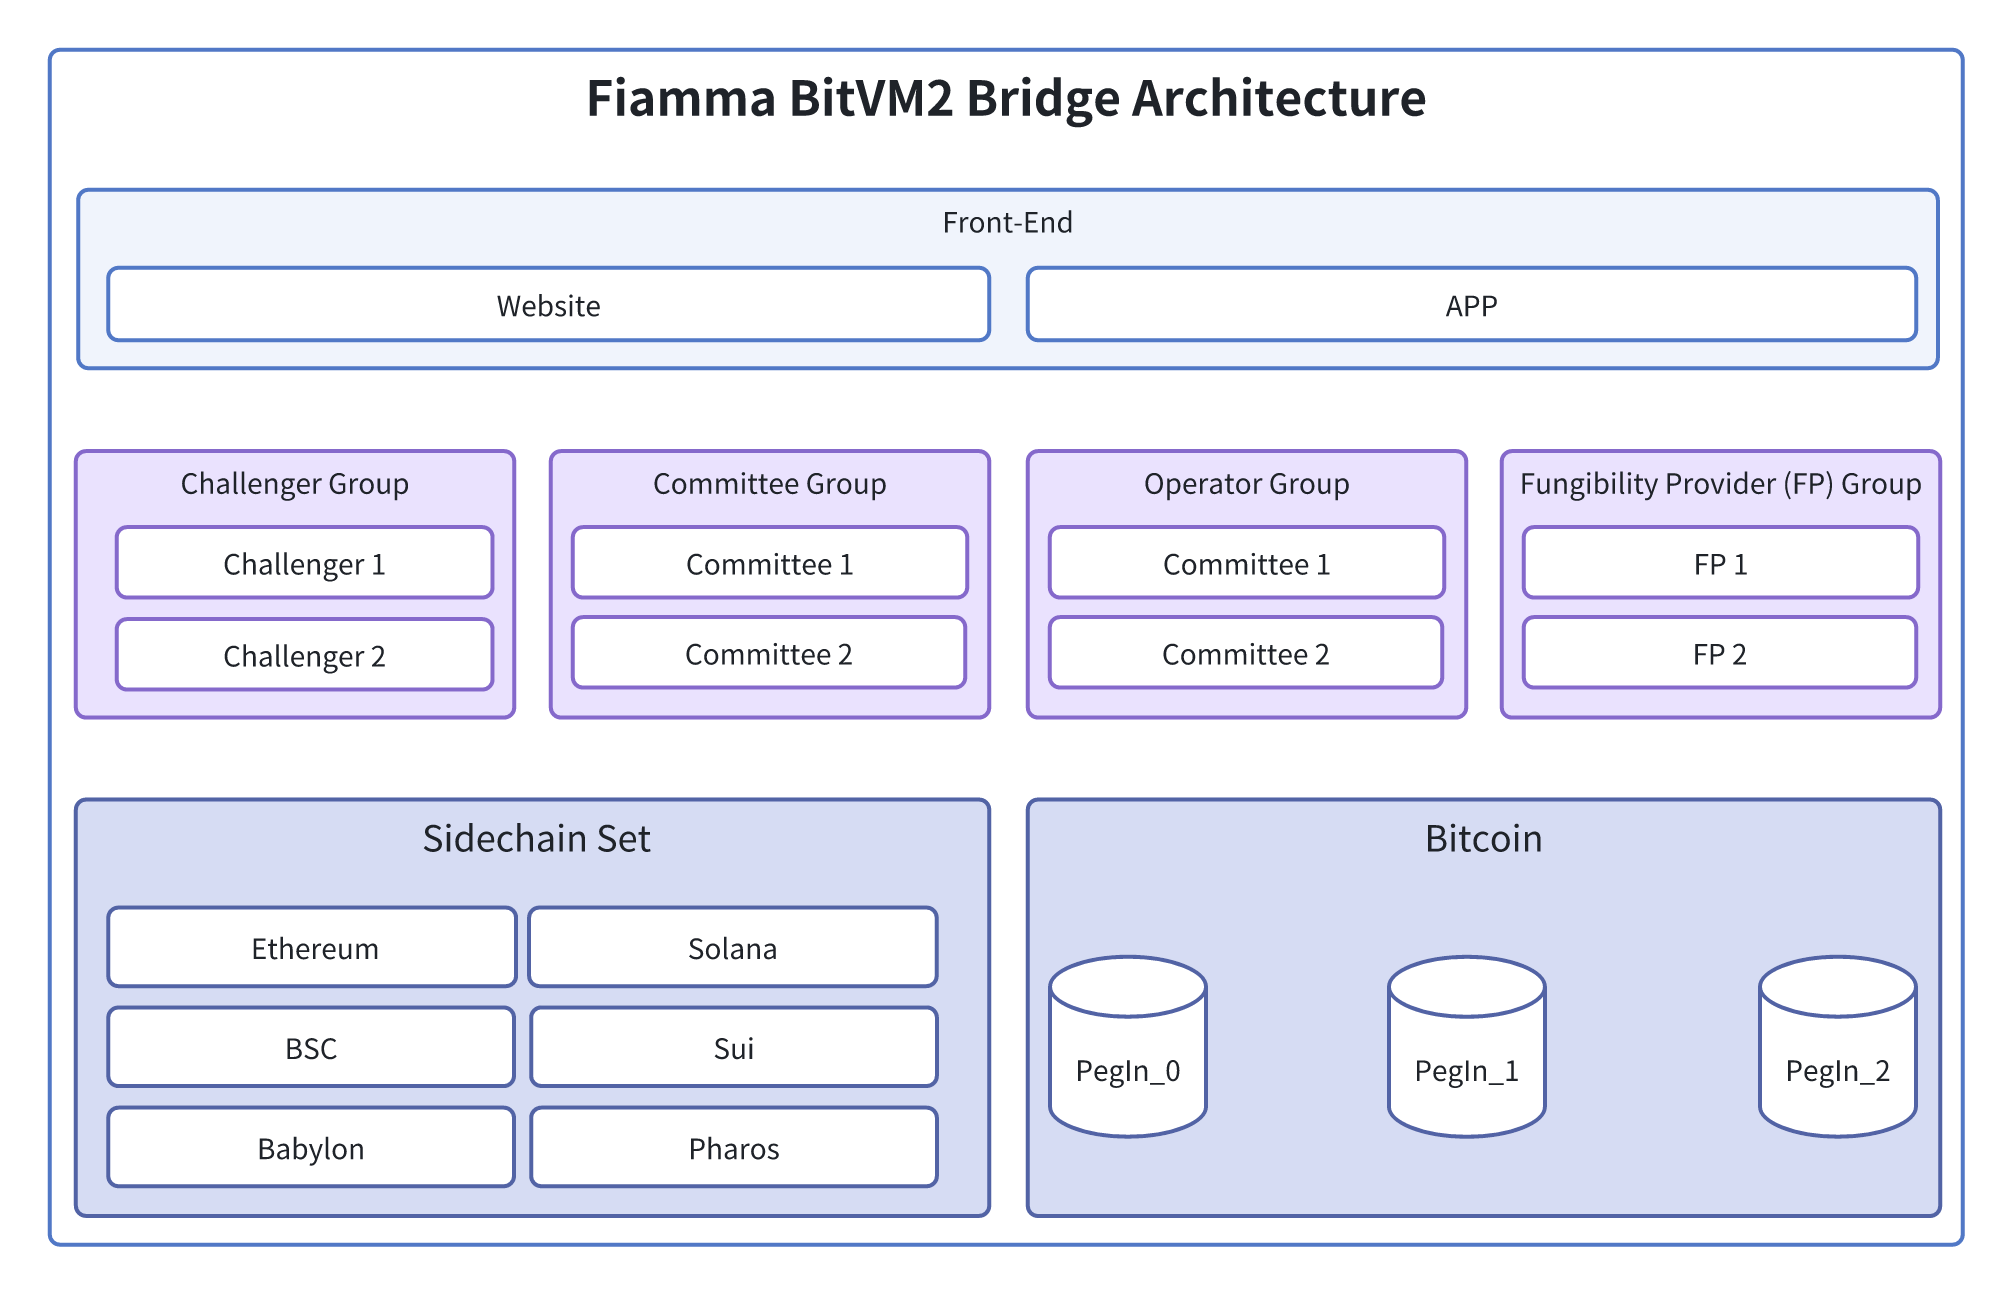 Fiamma BitVM2 Bridge Architecture
Front-End
Website
APP
Challenger Group
Challenger 1
Challenger 2
Committee Group
Committee 1
Committee 2
Operator Group
Committee 1
Committee 2
Fungibility Provider (FP) Group
FP 1
FP 2
Sidechain Set
Ethereum
Solana
BSC
Sui
Babylon
Pharos
Bitcoin
PegIn_0
PegIn_1
PegIn_2